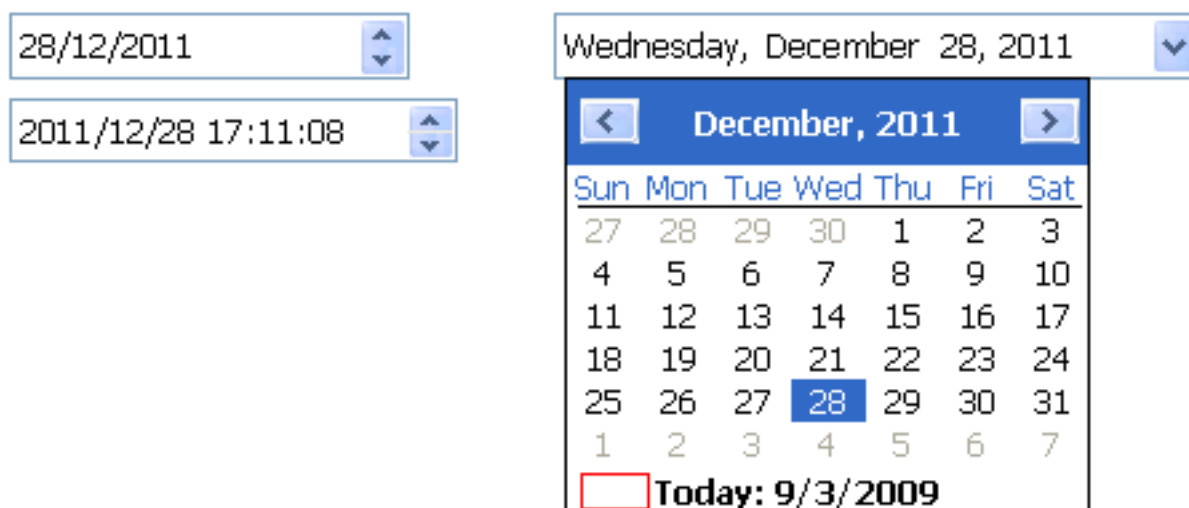 28/12/2011
2011/12/28 17:11:08
Wednesday, December 28, 2011
December, 2011
Sun Mon Tue Wed Thu Fri Sat
27 28 29 30 1 2 3
4 5 6 7 8 9 10
11 12 13 14 15 16 17
18 19 20 21 22 23 24
25 26 27 28 29 30 31
1 2 3 4 5 6 7
Today: 9/3/2009